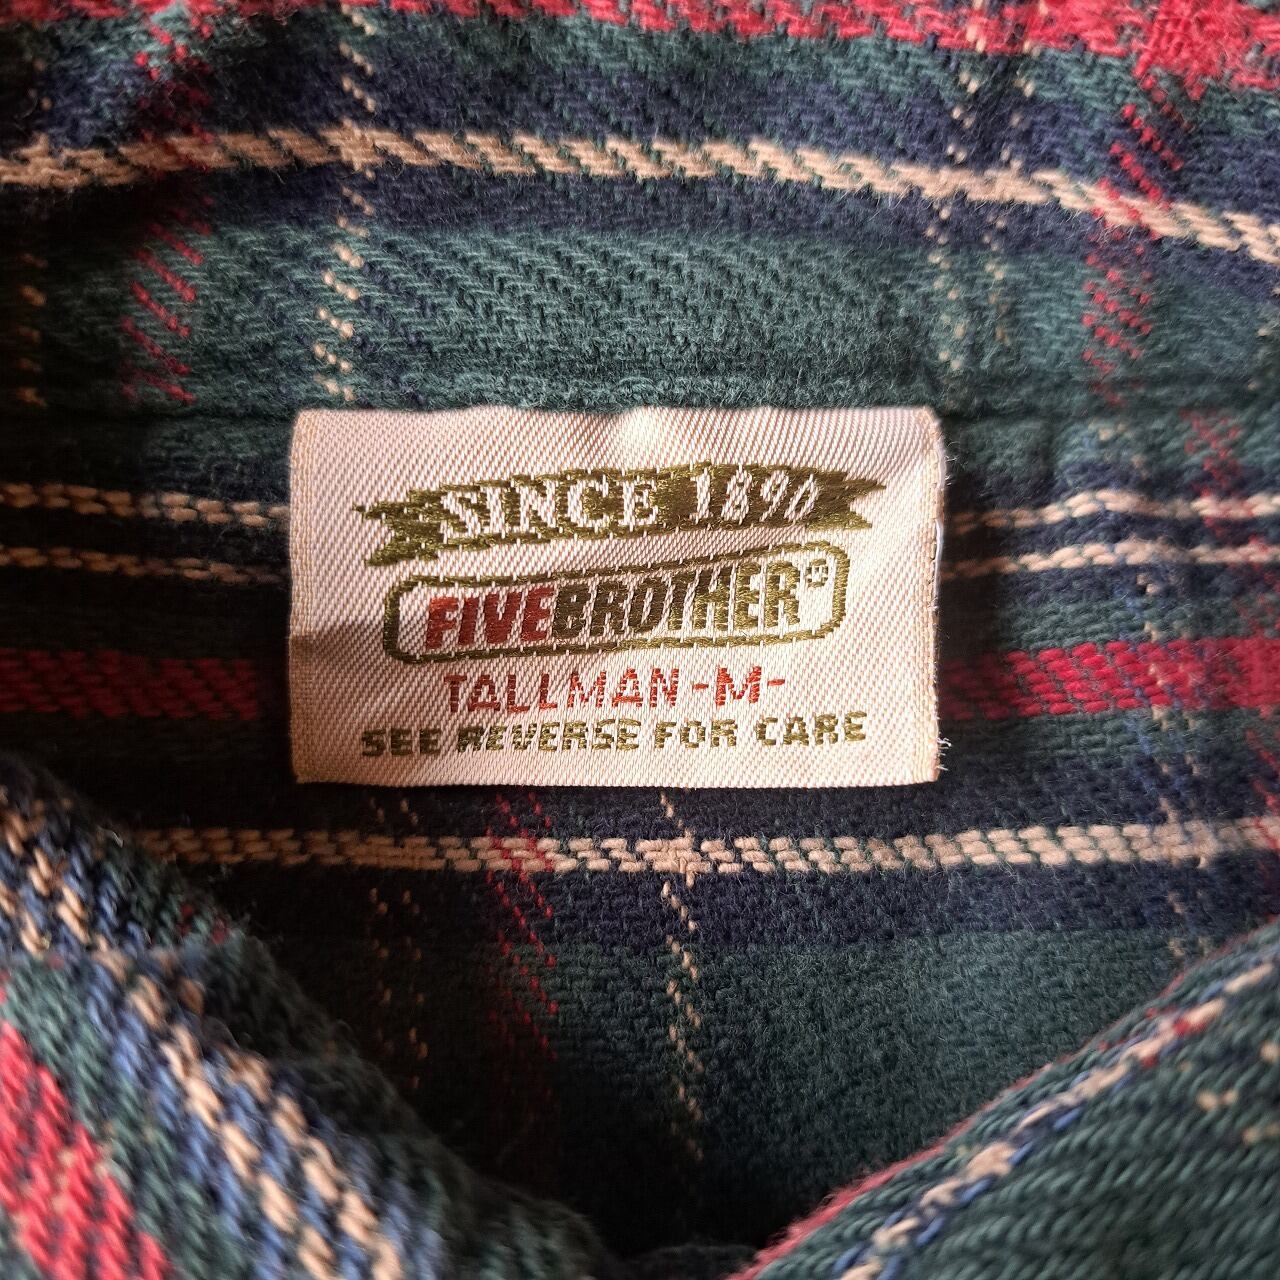 SINCE 1890
FIVEBROTHER®
TALLMAN -M-
SEE REVERSE FOR CARE